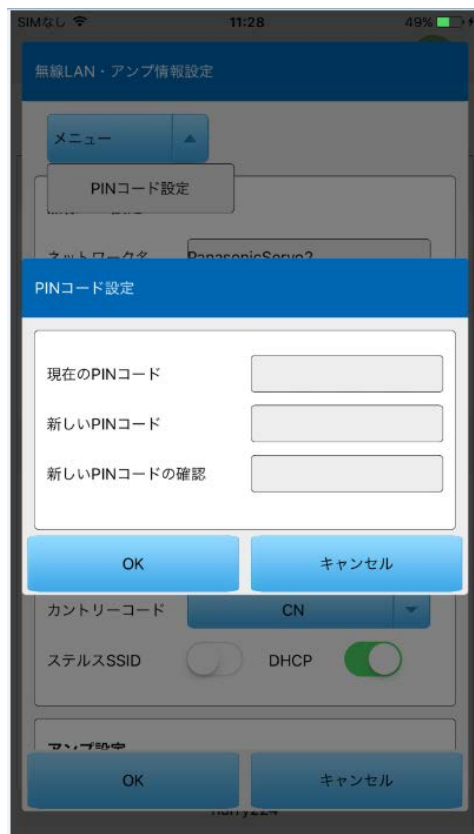 SIMなし 11:28 49%
無線LAN・アンプ情報設定
メニュー
PINコード設定
ネットワーク名 PanasonicServo2
PINコード設定
現在のPINコード
新しいPINコード
新しいPINコードの確認
OK キャンセル
カントリーコード CN
ステルスSSID DHCP
アンプ設定
OK キャンセル